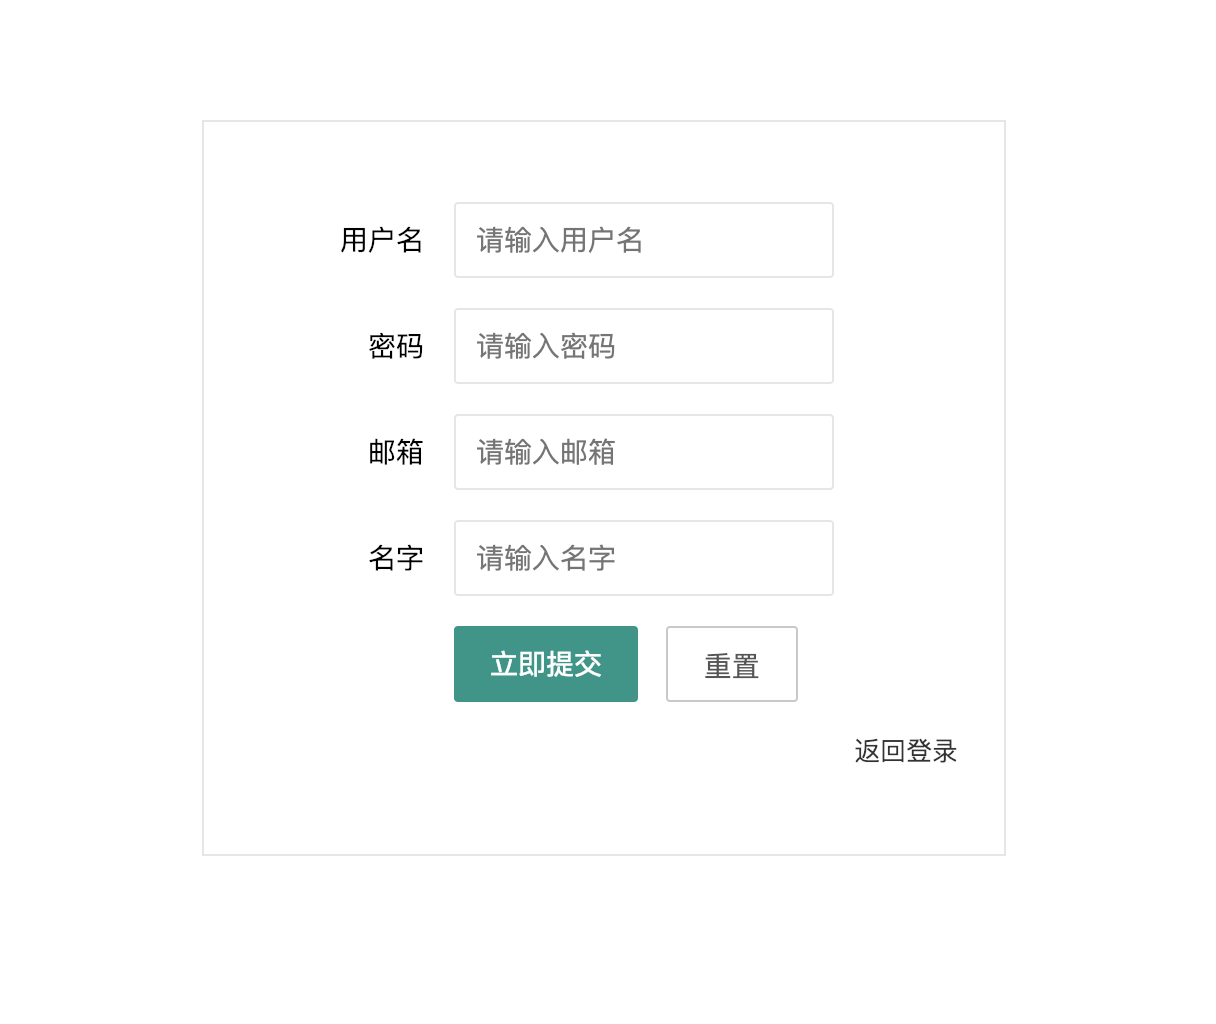 用户名 请输入用户名
密码 请输入密码
邮箱 请输入邮箱
名字 请输入名字
立即提交 重置
返回登录